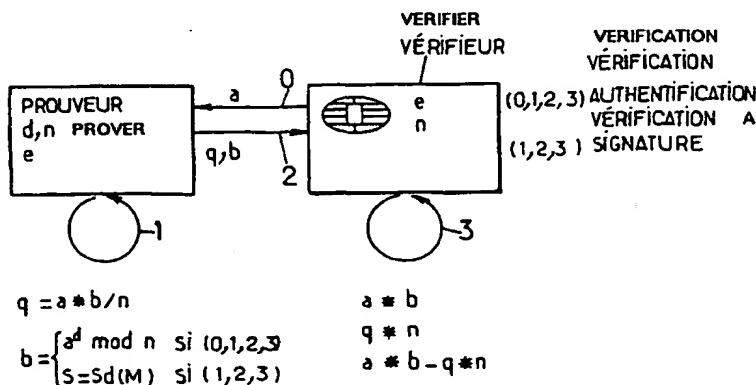 VERIFIER
VÉRIFIEUR
VERIFICATION
VÉRIFICATION
PROUVEUR
d,n PROVER
e
a
0
q,b
2
e
n
(0,1,2,3) AUTHENTIFICATION
VÉRIFICATION A
(1,2,3) SIGNATURE
1
3
q = a * b/n
b = { a^d mod n si (0,1,2,3)
S=Sd(M) si (1,2,3)
a * b
q * n
a * b - q * n